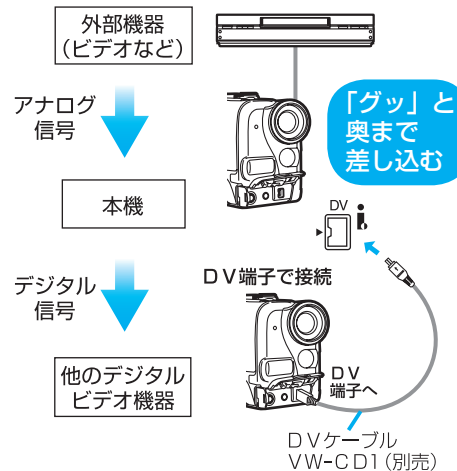 外部機器
(ビデオなど)
アナログ
信号
「グッ」と
奥まで
差し込む
本機
DV
デジタル
信号
DV端子で接続
他のデジタル
ビデオ機器
DV
端子へ
DVケーブル
VW-CD1(別売)